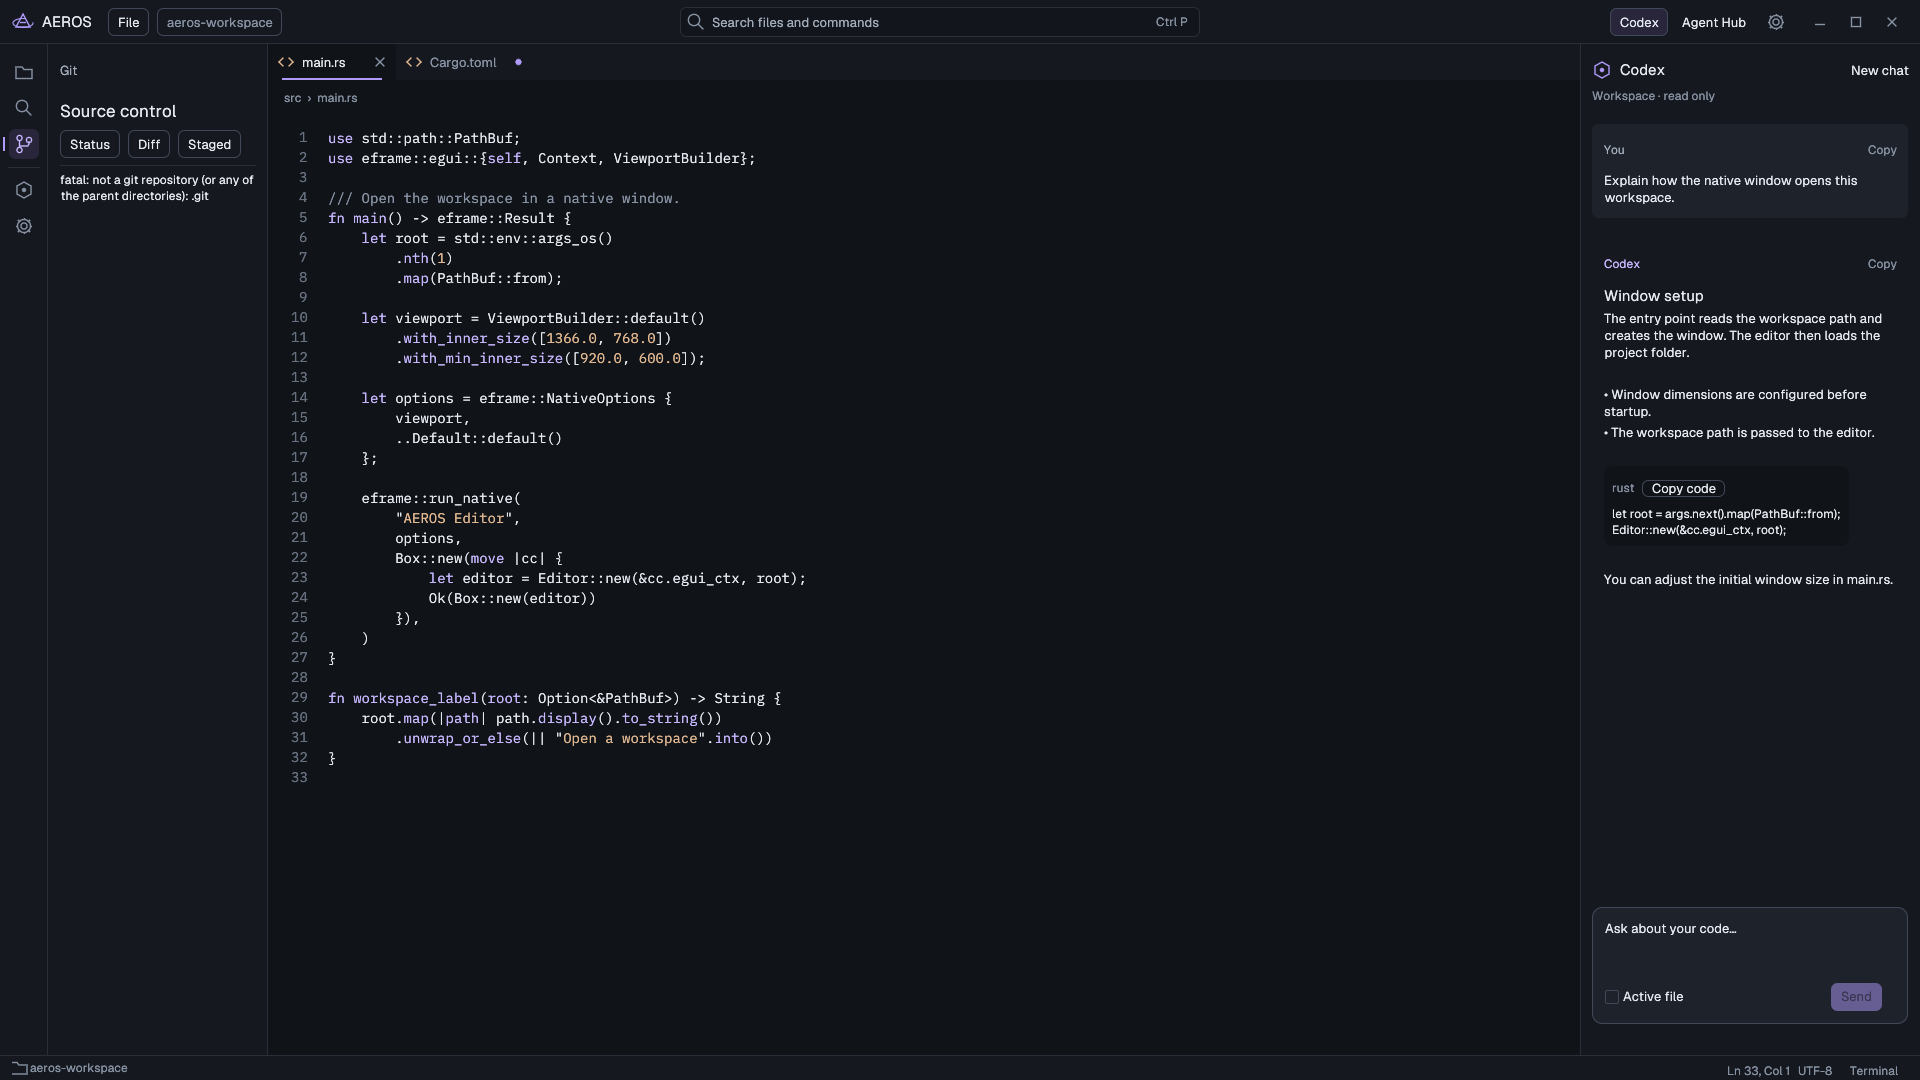 AEROS File aeros-workspace Search files and commands Ctrl P Codex Agent Hub
Git
Source control
Status Diff Staged
fatal: not a git repository (or any of
the parent directories): .git
main.rs Cargo.toml
src › main.rs
1 use std::path::PathBuf;
2 use eframe::egui::{self, Context, ViewportBuilder};
3
4 /// Open the workspace in a native window.
5 fn main() -> eframe::Result {
6     let root = std::env::args_os()
7         .nth(1)
8         .map(PathBuf::from);
9
10     let viewport = ViewportBuilder::default()
11         .with_inner_size([1366.0, 768.0])
12         .with_min_inner_size([920.0, 600.0]);
13
14     let options = eframe::NativeOptions {
15         viewport,
16         ..Default::default()
17     };
18
19     eframe::run_native(
20         "AEROS Editor",
21         options,
22         Box::new(move |cc| {
23             let editor = Editor::new(&cc.egui_ctx, root);
24             Ok(Box::new(editor))
25         }),
26     )
27 }
28
29 fn workspace_label(root: Option<&PathBuf>) -> String {
30     root.map(|path| path.display().to_string())
31         .unwrap_or_else(|| "Open a workspace".into())
32 }
33
Codex New chat
Workspace · read only
You Copy
Explain how the native window opens this
workspace.
Codex Copy
Window setup
The entry point reads the workspace path and
creates the window. The editor then loads the
project folder.
• Window dimensions are configured before
startup.
• The workspace path is passed to the editor.
rust Copy code
let root = args.next().map(PathBuf::from);
Editor::new(&cc.egui_ctx, root);
You can adjust the initial window size in main.rs.
Ask about your code…
Active file Send
aeros-workspace Ln 33, Col 1 UTF-8 Terminal